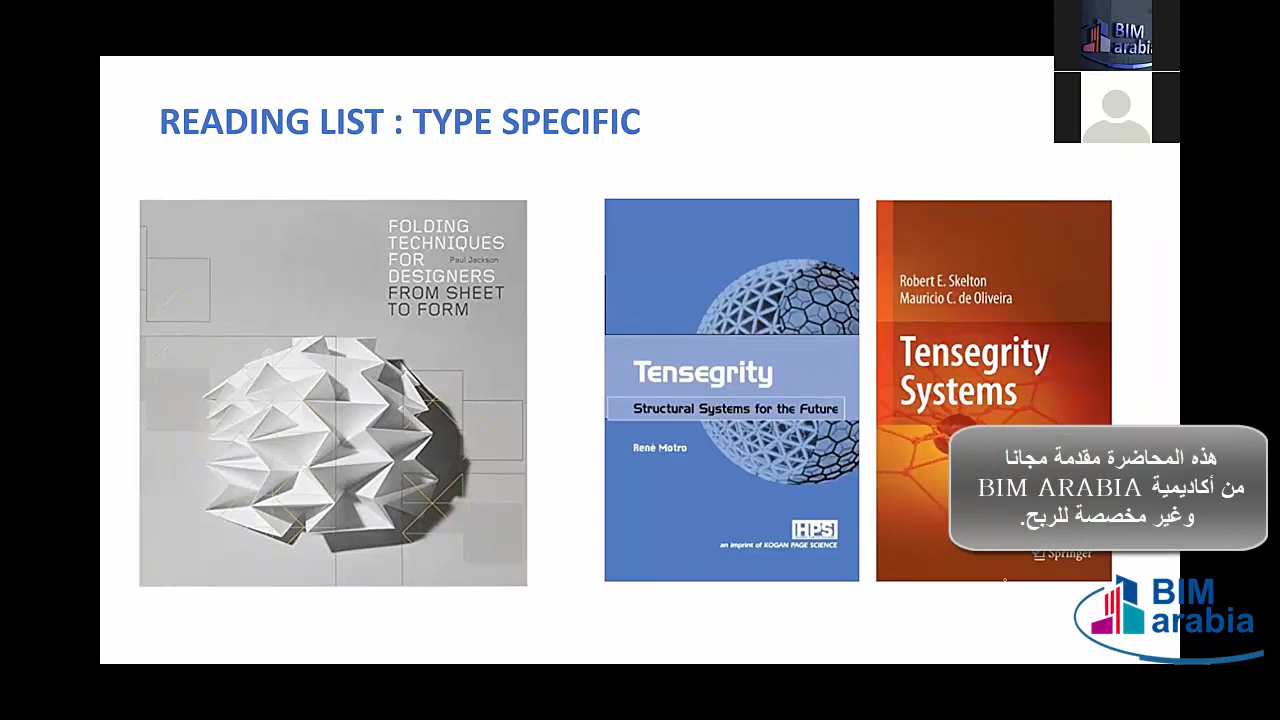 BIM
arabia
READING LIST : TYPE SPECIFIC
FOLDING
TECHNIQUES
FOR
Paul Jackson
DESIGNERS
FROM SHEET
TO FORM
Tensegrity
Structural Systems for the Future
René Motro
HPS
an imprint of KOGAN PAGE SCIENCE
Robert E. Skelton
Mauricio C. de Oliveira
Tensegrity
Systems
Springer
هذه المحاضرة مقدمة مجانا
من أكاديمية BIM ARABIA
وغير مخصصة للربح.
BIM
arabia